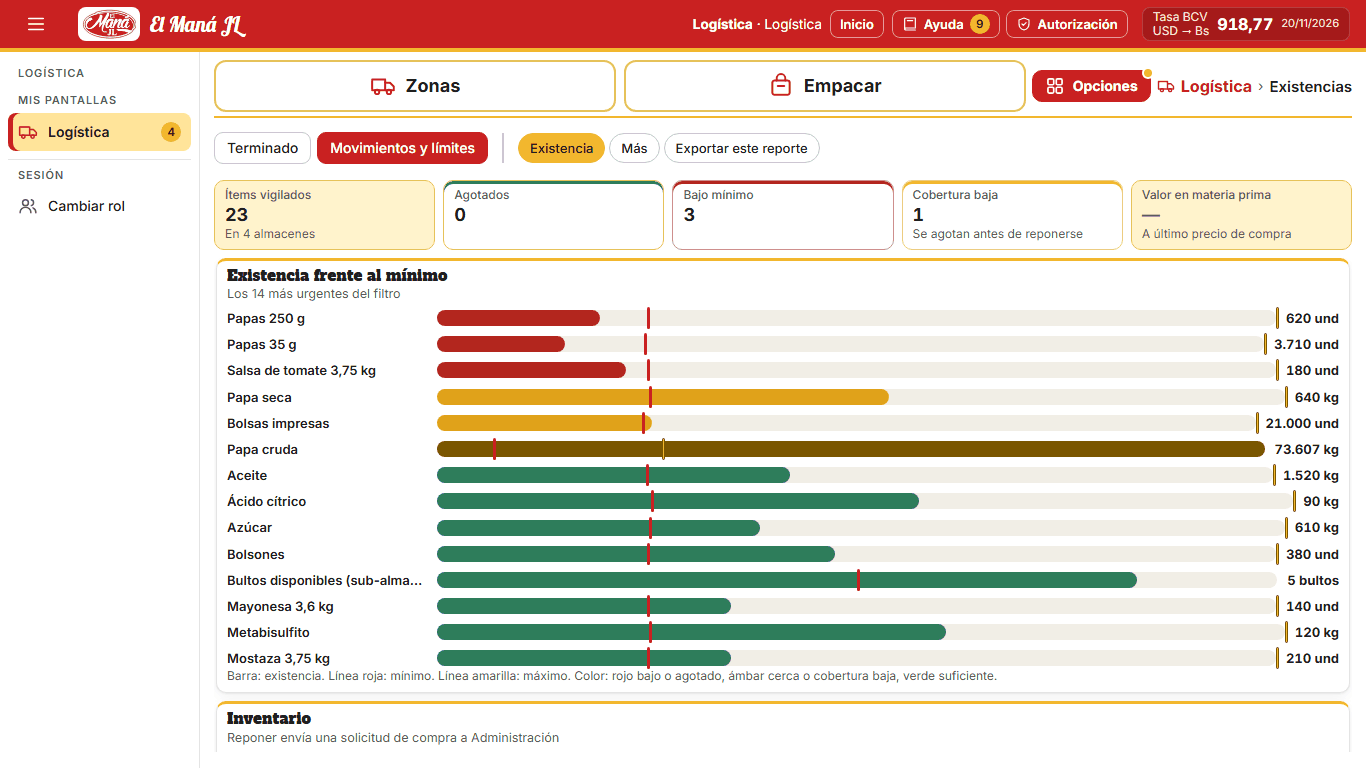 Maná
JL
El Maná JL
Logística · Logística
Inicio
Ayuda 9
Autorización
Tasa BCV
USD → Bs
918,77
20/11/2026
LOGÍSTICA
MIS PANTALLAS
Logística 4
SESIÓN
Cambiar rol
Zonas
Empacar
Opciones
Logística › Existencias
Terminado
Movimientos y límites
Existencia
Más
Exportar este reporte
Ítems vigilados
23
En 4 almacenes
Agotados
0
Bajo mínimo
3
Cobertura baja
1
Se agotan antes de reponerse
Valor en materia prima
—
A último precio de compra
Existencia frente al mínimo
Los 14 más urgentes del filtro
Papas 250 g 620 und
Papas 35 g 3.710 und
Salsa de tomate 3,75 kg 180 und
Papa seca 640 kg
Bolsas impresas 21.000 und
Papa cruda 73.607 kg
Aceite 1.520 kg
Ácido cítrico 90 kg
Azúcar 610 kg
Bolsones 380 und
Bultos disponibles (sub-alma... 5 bultos
Mayonesa 3,6 kg 140 und
Metabisulfito 120 kg
Mostaza 3,75 kg 210 und
Barra: existencia. Línea roja: mínimo. Línea amarilla: máximo. Color: rojo bajo o agotado, ámbar cerca o cobertura baja, verde suficiente.
Inventario
Reponer envía una solicitud de compra a Administración